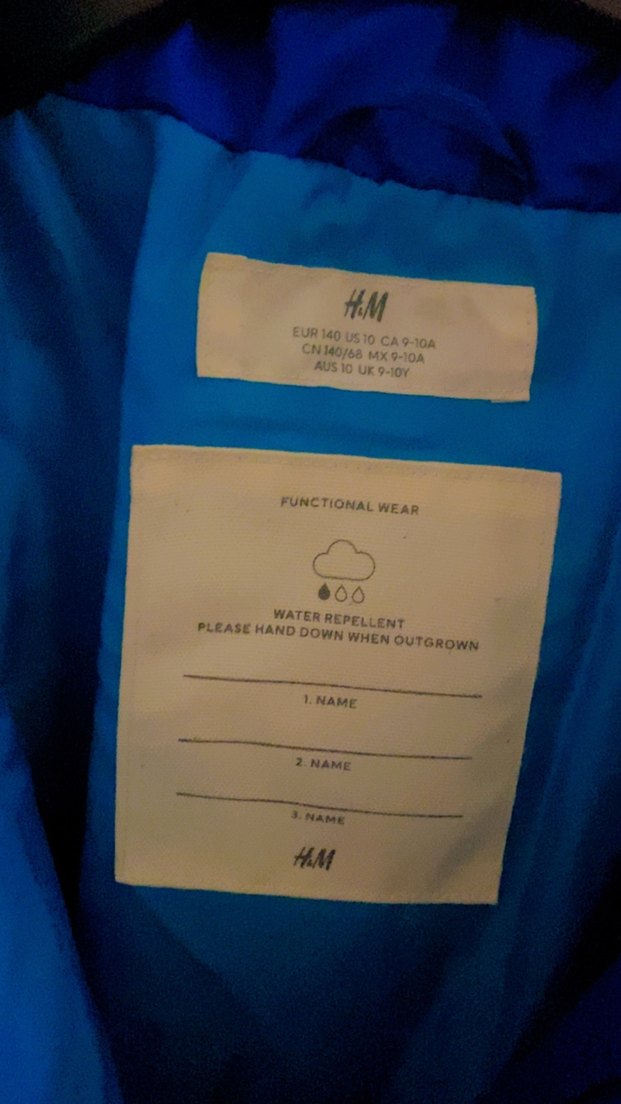 H&M
EUR 140 US 10 CA 9-10A
CN 140/68 MX 9-10A
AUS 10 UK 9-10Y
FUNCTIONAL WEAR
WATER REPELLENT
PLEASE HAND DOWN WHEN OUTGROWN
1. NAME
2. NAME
3. NAME
H&M